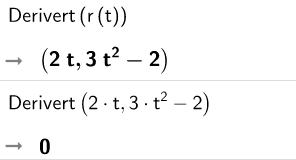 Derivert (r (t))
→ (2 t, 3 t² − 2)
Derivert (2 · t, 3 · t² − 2)
→ 0